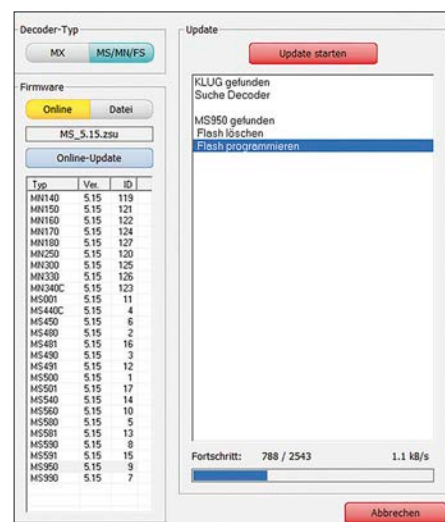 Decoder-Typ
MX MS/MN/FS
Firmware
Online Datei
MS_5.15.zsu
Online-Update
Typ Ver. ID
MN140 5.15 119
MN150 5.15 121
MN160 5.15 122
MN170 5.15 124
MN180 5.15 127
MN250 5.15 120
MN300 5.15 125
MN330 5.15 126
MN340C 5.15 123
MS001 5.15 11
MS440C 5.15 4
MS450 5.15 6
MS480 5.15 2
MS481 5.15 16
MS490 5.15 3
MS491 5.15 12
MS500 5.15 1
MS501 5.15 17
MS540 5.15 14
MS560 5.15 10
MS580 5.15 5
MS581 5.15 13
MS590 5.15 8
MS591 5.15 15
MS950 5.15 9
MS990 5.15 7
Update
Update starten
KLUG gefunden
Suche Decoder
MS950 gefunden
Flash löschen
Flash programmieren
Fortschritt: 788 / 2543 1.1 kB/s
Abbrechen